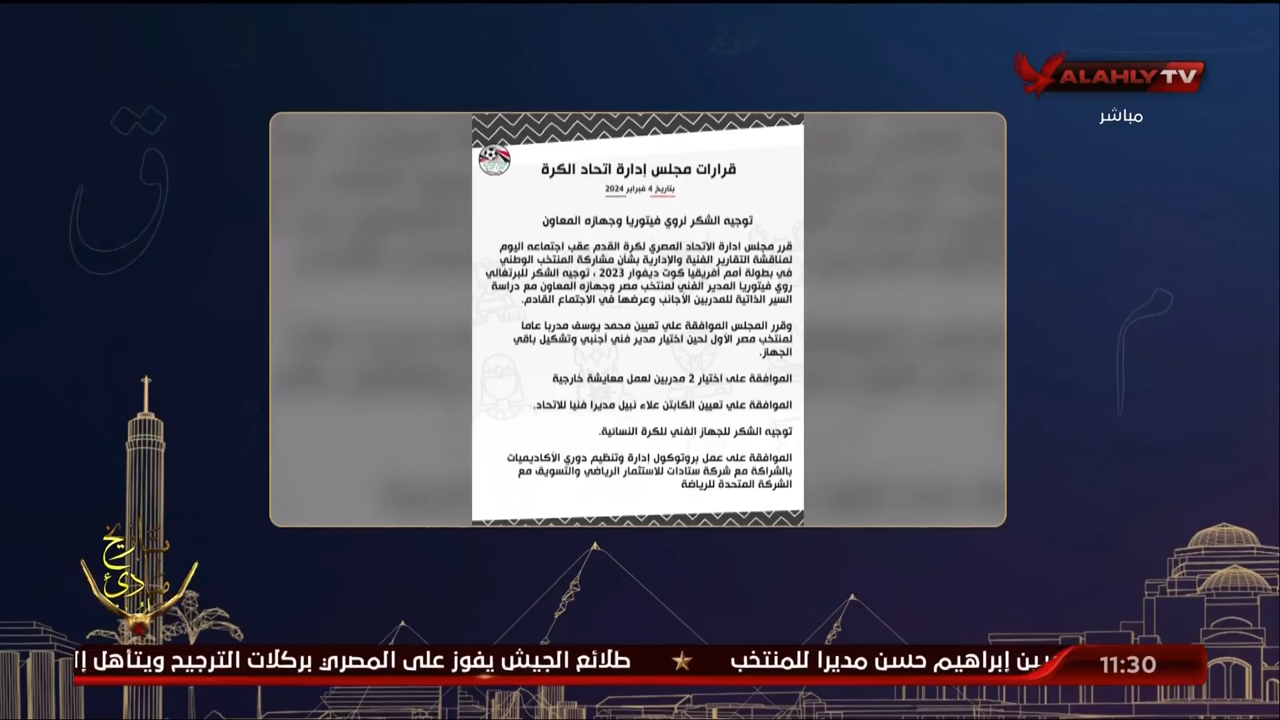 ALAHLY TV
مباشر
قرارات مجلس إدارة اتحاد الكرة
بتاريخ 4 فبراير 2024
توجيه الشكر لروي فيتوريا وجهازه المعاون
قرر مجلس ادارة الاتحاد المصري لكرة القدم عقب اجتماعه اليوم
لمناقشة التقارير الفنية والإدارية بشأن مشاركة المنتخب الوطني
في بطولة أمم أفريقيا كوت ديفوار 2023 ، توجيه الشكر للبرتغالي
روي فيتوريا المدير الفني لمنتخب مصر وجهازه المعاون مع دراسة
السير الذاتية للمدربين الأجانب وعرضها في الإجتماع القادم.
وقرر المجلس الموافقة علي تعيين محمد يوسف مدربا عاما
لمنتخب مصر الأول لحين اختيار مدير فني أجنبي وتشكيل باقي
الجهاز.
الموافقة على اختيار 2 مدربين لعمل معايشة خارجية
الموافقة علي تعيين الكابتن علاء نبيل مديرا فنيا للاتحاد.
توجيه الشكر للجهاز الفني للكرة النسائية.
الموافقة على عمل بروتوكول إدارة وتنظيم دوري الأكاديميات
بالشراكة مع شركة ستادات للاستثمار الرياضي والتسويق مع
الشركة المتحدة للرياضة
تاريخ
مبادئ
11:30
إبراهيم حسن مديرا للمنتخب ★ طلائع الجيش يفوز على المصري بركلات الترجيح ويتأهل